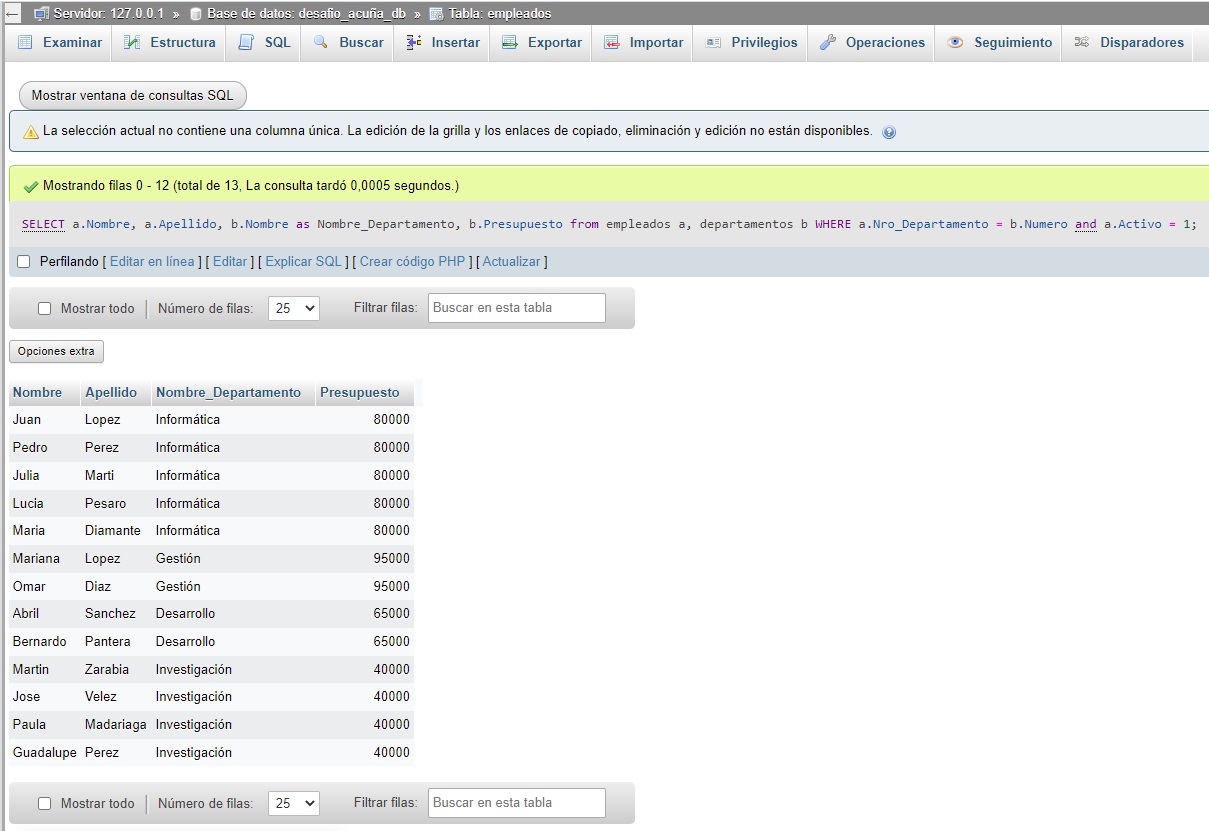 ← Servidor: 127.0.0.1 » Base de datos: desafio_acuña_db » Tabla: empleados
Examinar Estructura SQL Buscar Insertar Exportar Importar Privilegios Operaciones Seguimiento Disparadores
Mostrar ventana de consultas SQL
La selección actual no contiene una columna única. La edición de la grilla y los enlaces de copiado, eliminación y edición no están disponibles.
Mostrando filas 0 - 12 (total de 13, La consulta tardó 0,0005 segundos.)
SELECT a.Nombre, a.Apellido, b.Nombre as Nombre_Departamento, b.Presupuesto from empleados a, departamentos b WHERE a.Nro_Departamento = b.Numero and a.Activo = 1;
Perfilando [ Editar en línea ] [ Editar ] [ Explicar SQL ] [ Crear código PHP ] [ Actualizar ]
Mostrar todo | Número de filas: 25 Filtrar filas: Buscar en esta tabla
Opciones extra
Nombre Apellido Nombre_Departamento Presupuesto
Juan Lopez Informática 80000
Pedro Perez Informática 80000
Julia Marti Informática 80000
Lucia Pesaro Informática 80000
Maria Diamante Informática 80000
Mariana Lopez Gestión 95000
Omar Diaz Gestión 95000
Abril Sanchez Desarrollo 65000
Bernardo Pantera Desarrollo 65000
Martin Zarabia Investigación 40000
Jose Velez Investigación 40000
Paula Madariaga Investigación 40000
Guadalupe Perez Investigación 40000
Mostrar todo | Número de filas: 25 Filtrar filas: Buscar en esta tabla